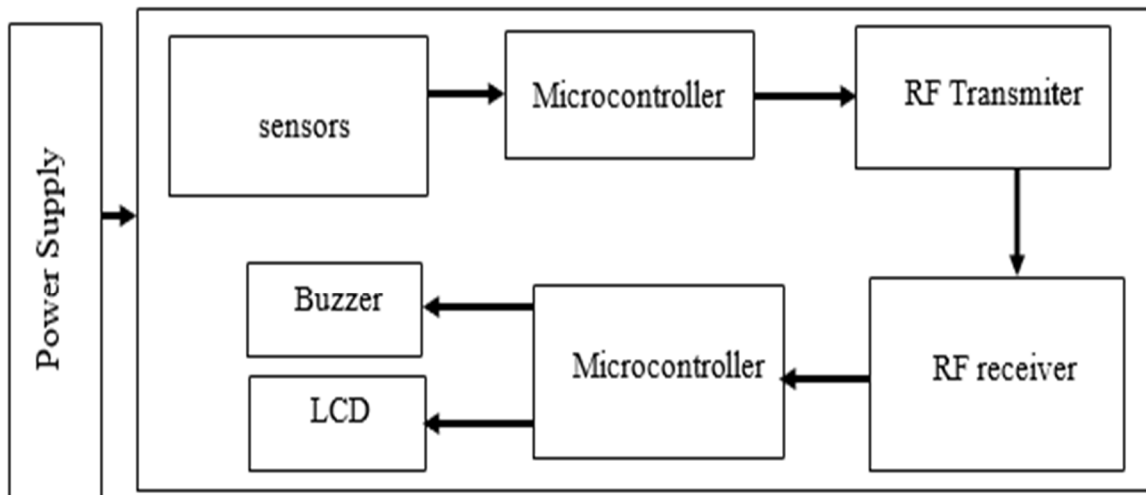 Power Supply
sensors
Microcontroller
RF Transmiter
Buzzer
Microcontroller
RF receiver
LCD